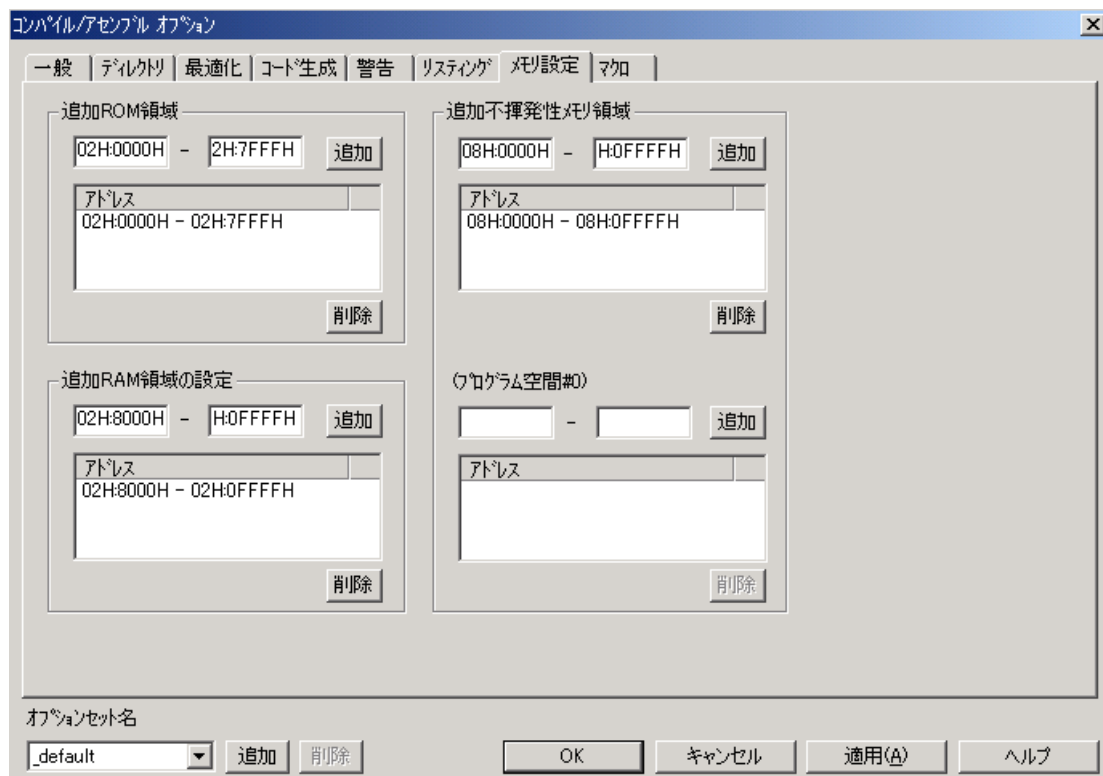 コンパイル/アセンブル オプション
一般 ディレクトリ 最適化 コード生成 警告 リスティング メモリ設定 マクロ
追加ROM領域
02H:0000H - 2H:7FFFH 追加
アドレス
02H:0000H - 02H:7FFFH
削除
追加不揮発性メモリ領域
08H:0000H - H:0FFFFH 追加
アドレス
08H:0000H - 08H:0FFFFH
削除
追加RAM領域の設定
02H:8000H - H:0FFFFH 追加
アドレス
02H:8000H - 02H:0FFFFH
削除
(プログラム空間#0)
- 追加
アドレス
削除
オプションセット名
_default 追加 削除 OK キャンセル 適用(A) ヘルプ